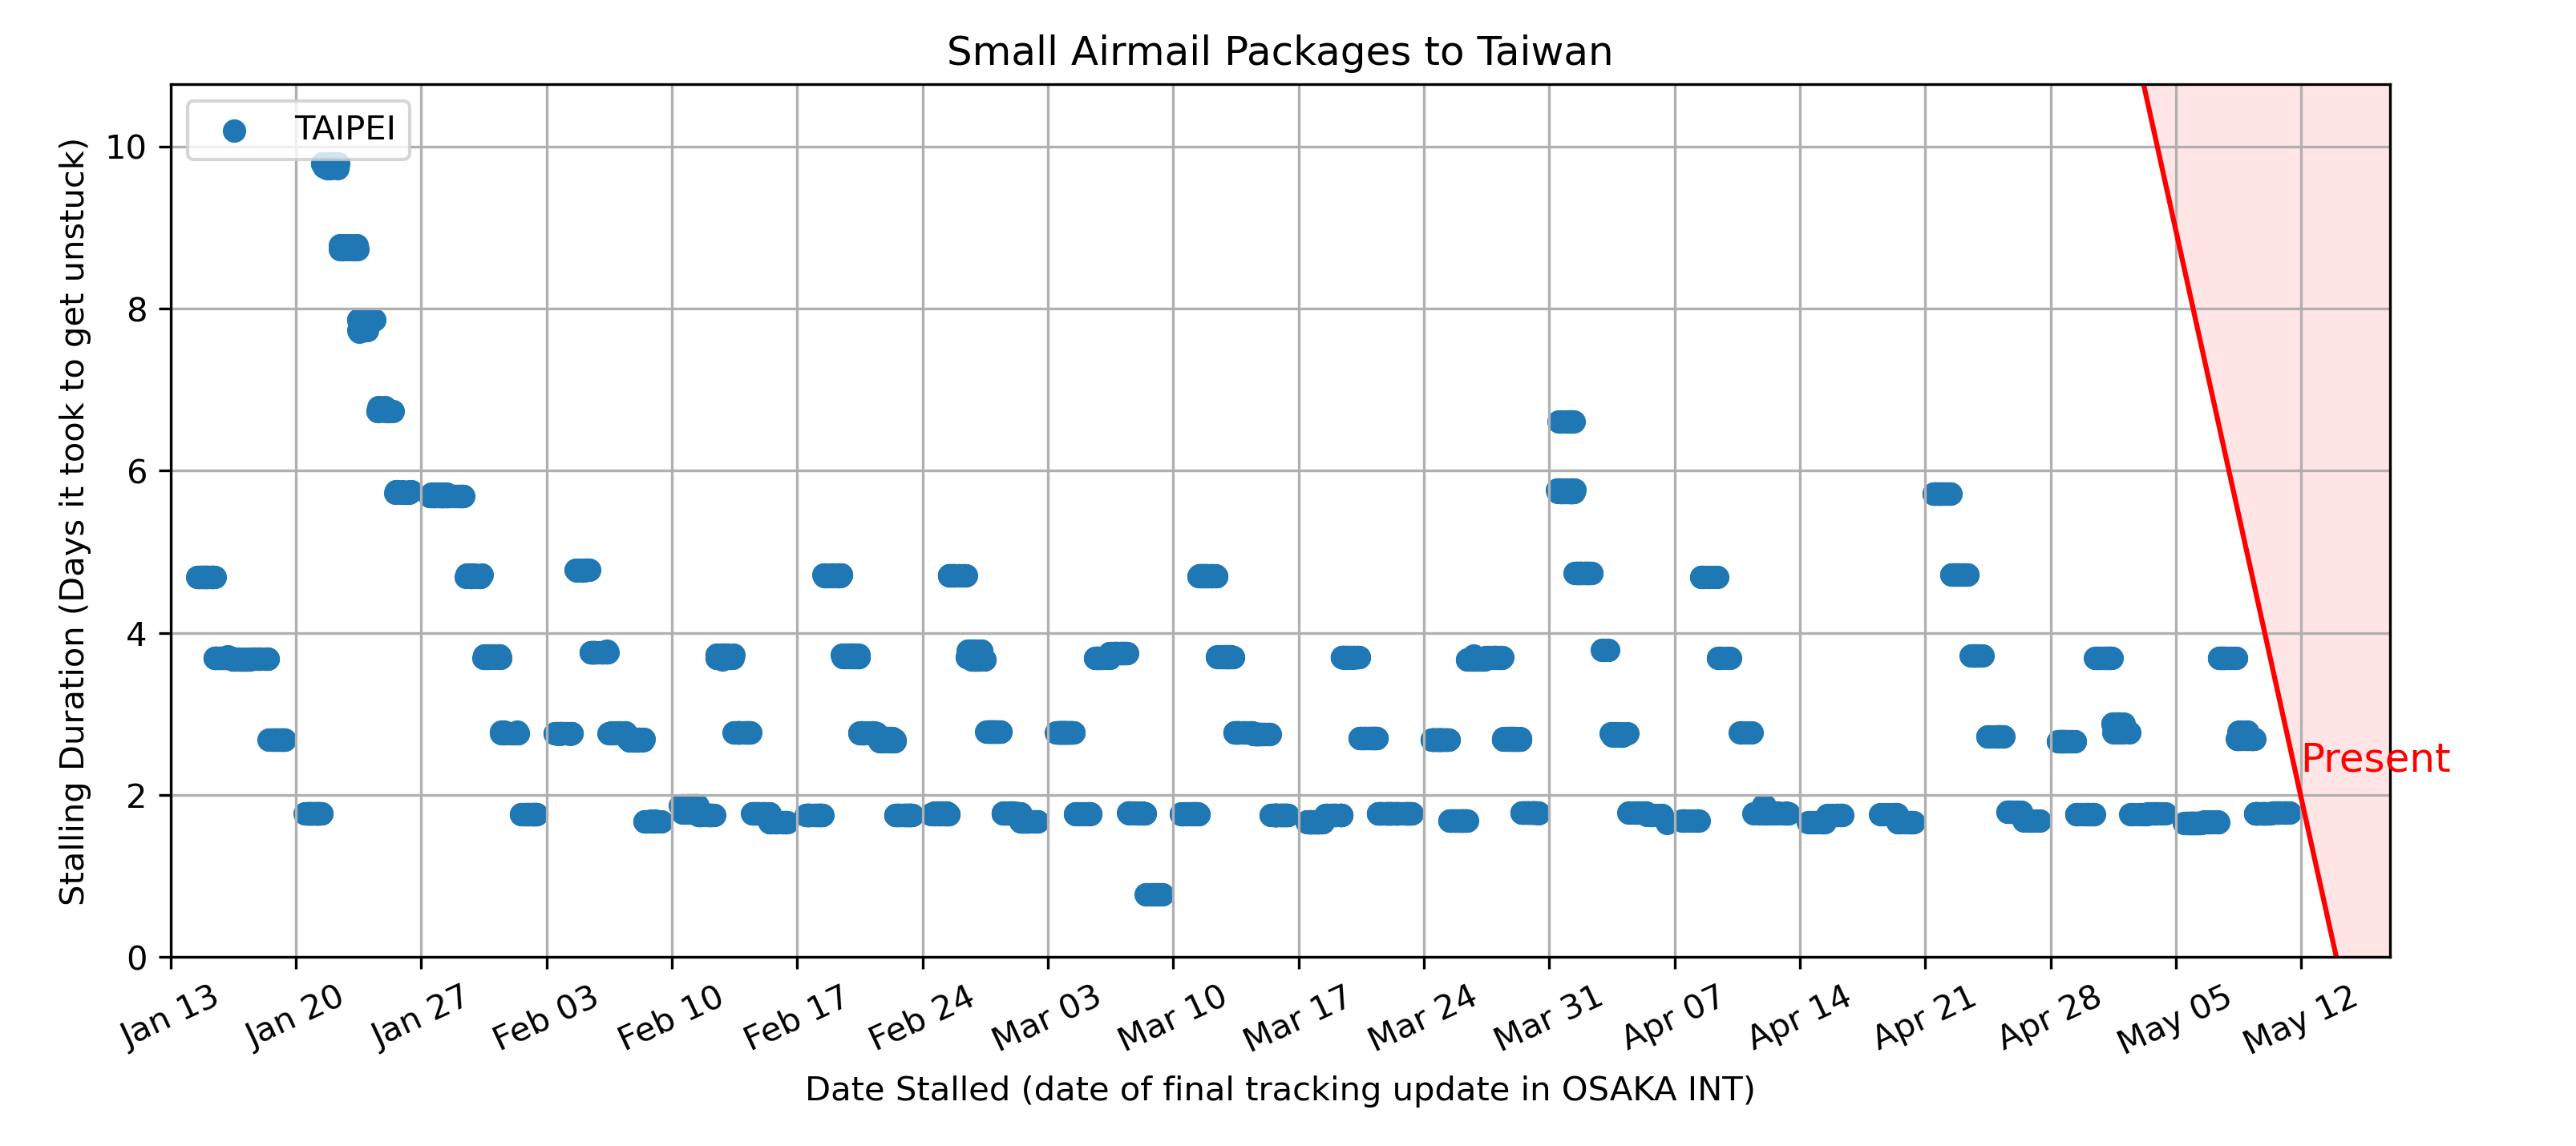 Small Airmail Packages to Taiwan
TAIPEI
Stalling Duration (Days it took to get unstuck)
10
8
6
4
2
0
Present
Jan 13
Jan 20
Jan 27
Feb 03
Feb 10
Feb 17
Feb 24
Mar 03
Mar 10
Mar 17
Mar 24
Mar 31
Apr 07
Apr 14
Apr 21
Apr 28
May 05
May 12
Date Stalled (date of final tracking update in OSAKA INT)